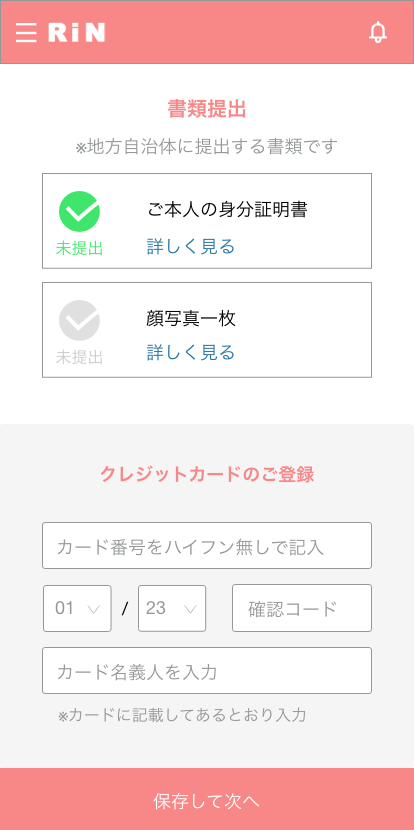 RiN
書類提出
※地方自治体に提出する書類です
ご本人の身分証明書
未提出
詳しく見る
顔写真一枚
未提出
詳しく見る
クレジットカードのご登録
カード番号をハイフン無しで記入
01 / 23 確認コード
カード名義人を入力
※カードに記載してあるとおり入力
保存して次へ